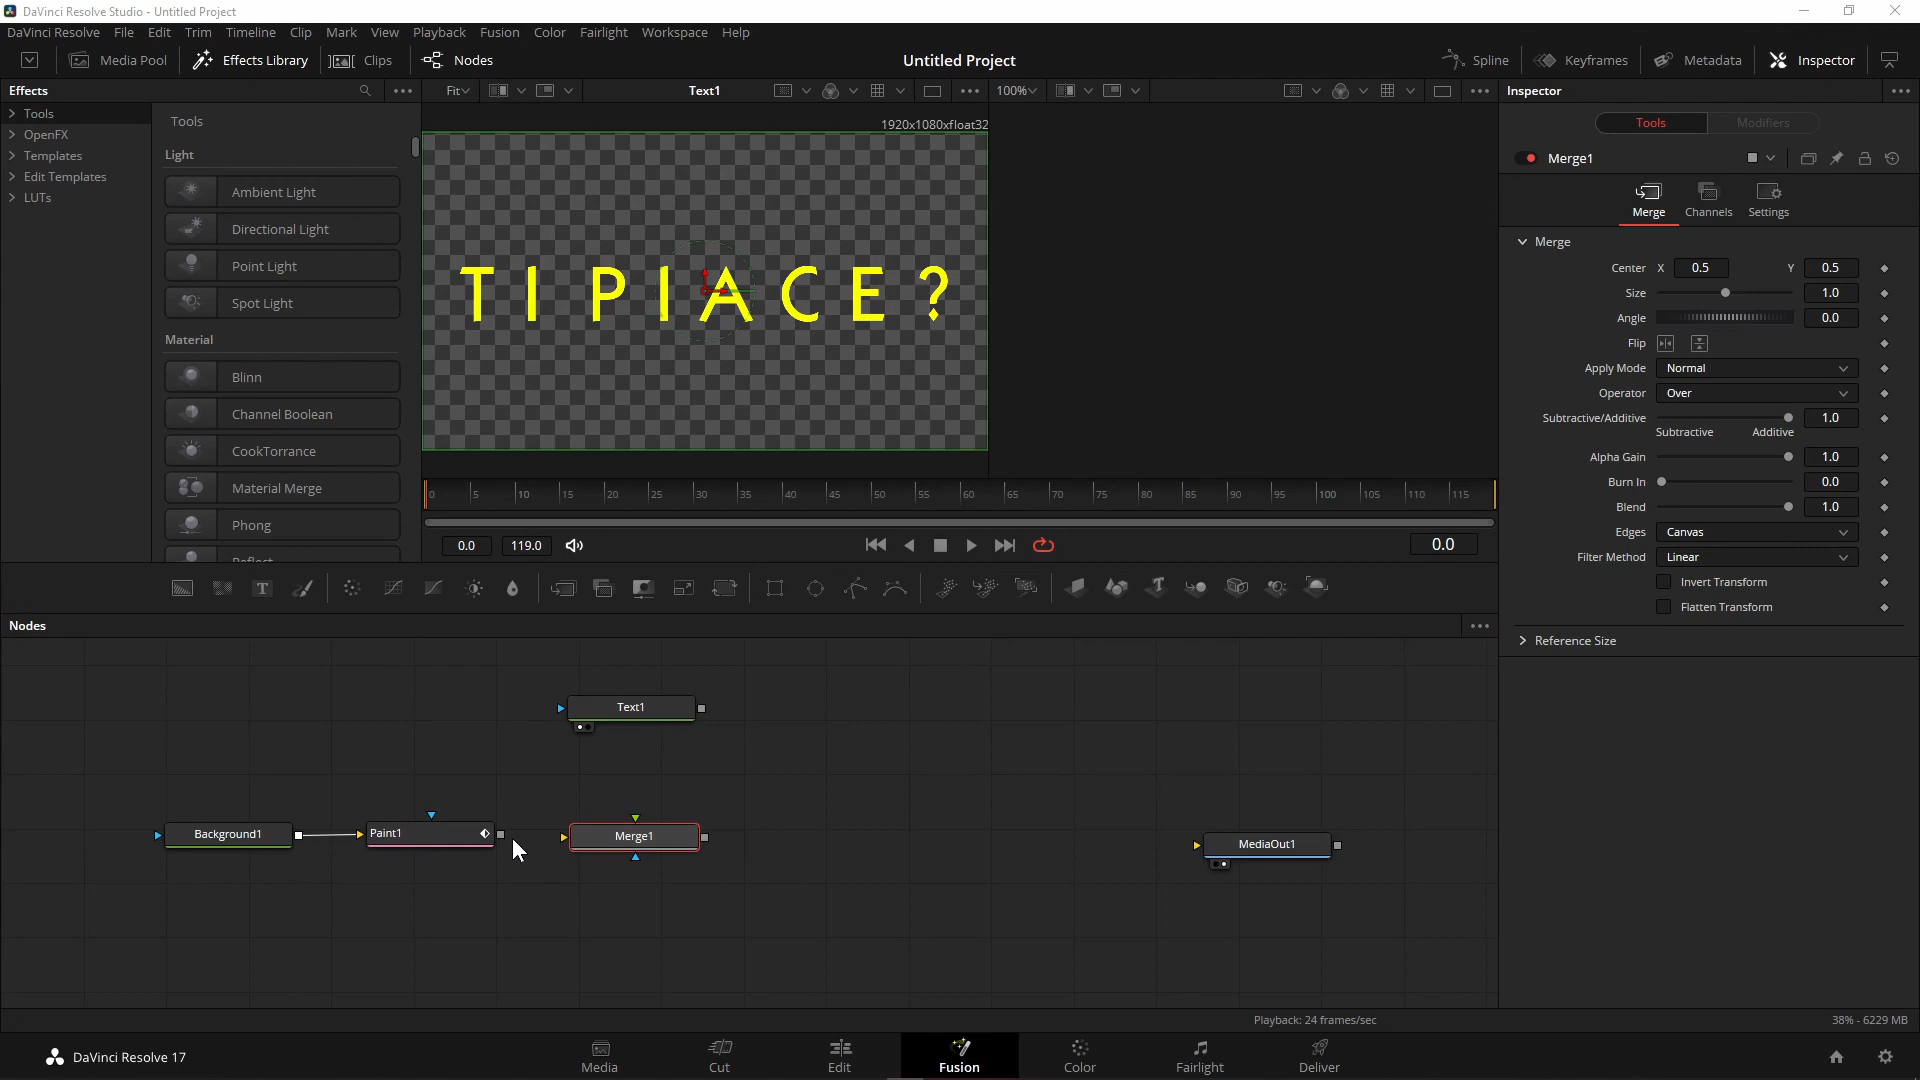 DaVinci Resolve Studio - Untitled Project
DaVinci Resolve File Edit Trim Timeline Clip Mark View Playback Fusion Color Fairlight Workspace Help
Media Pool Effects Library Clips Nodes Untitled Project Spline Keyframes Metadata Inspector
Effects Fit Text1 100% Inspector
Tools
OpenFX
Templates
Edit Templates
LUTs
Tools
Light
Ambient Light
Directional Light
Point Light
Spot Light
Material
Blinn
Channel Boolean
CookTorrance
Material Merge
Phong
Reflect
1920x1080xfloat32
TI PIACE?
0 5 10 15 20 25 30 35 40 45 50 55 60 65 70 75 80 85 90 95 100 105 110 115
0.0 119.0 0.0
Tools Modifiers
Merge1
Merge Channels Settings
Merge
Center X 0.5 Y 0.5
Size 1.0
Angle 0.0
Flip
Apply Mode Normal
Operator Over
Subtractive/Additive 1.0
Subtractive Additive
Alpha Gain 1.0
Burn In 0.0
Blend 1.0
Edges Canvas
Filter Method Linear
Invert Transform
Flatten Transform
Reference Size
Nodes
Text1
Background1 Paint1 Merge1 MediaOut1
Playback: 24 frames/sec 38% - 6229 MB
DaVinci Resolve 17 Media Cut Edit Fusion Color Fairlight Deliver